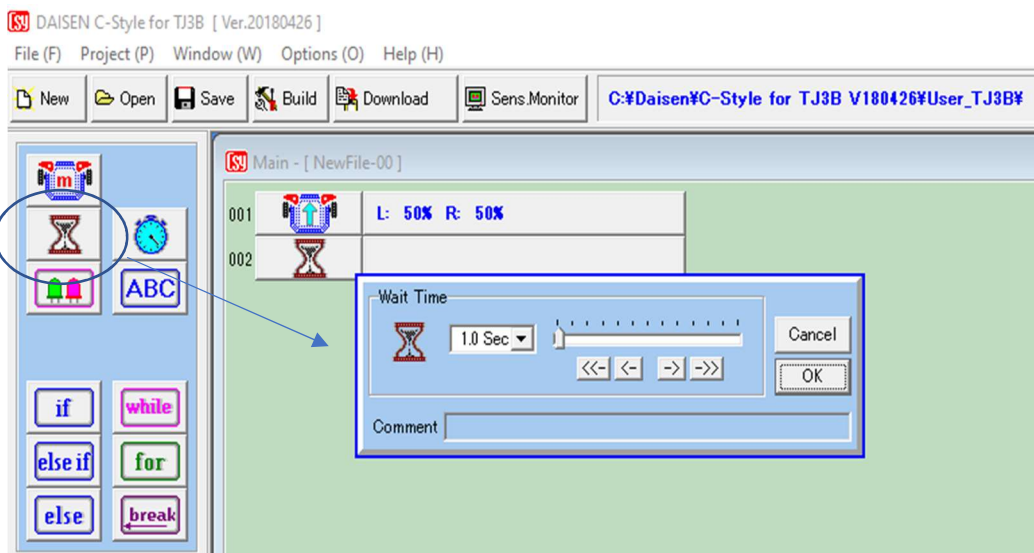 CSy DAISEN C-Style for TJ3B [ Ver.20180426 ]
File (F) Project (P) Window (W) Options (O) Help (H)
New Open Save Build Download Sens.Monitor C:¥Daisen¥C-Style for TJ3B V180426¥User_TJ3B¥
m
CSy Main - [ NewFile-00 ]
001 L: 50% R: 50%
002
ABC
Wait Time
1.0 Sec
Cancel
<<- <- -> ->>
OK
Comment
if while
else if for
else break